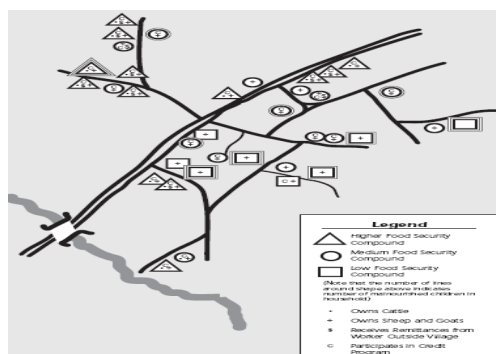 Legend
Higher Food Security
Compound
Medium Food Security
Compound
Low Food Security
Compound
(Note that the number of lines
around shape above indicates
number of malnourished children in
household)
• Owns Cattle
+ Owns Sheep and Goats
$ Receives Remittances from
Worker Outside Village
c Participates in Credit
Program